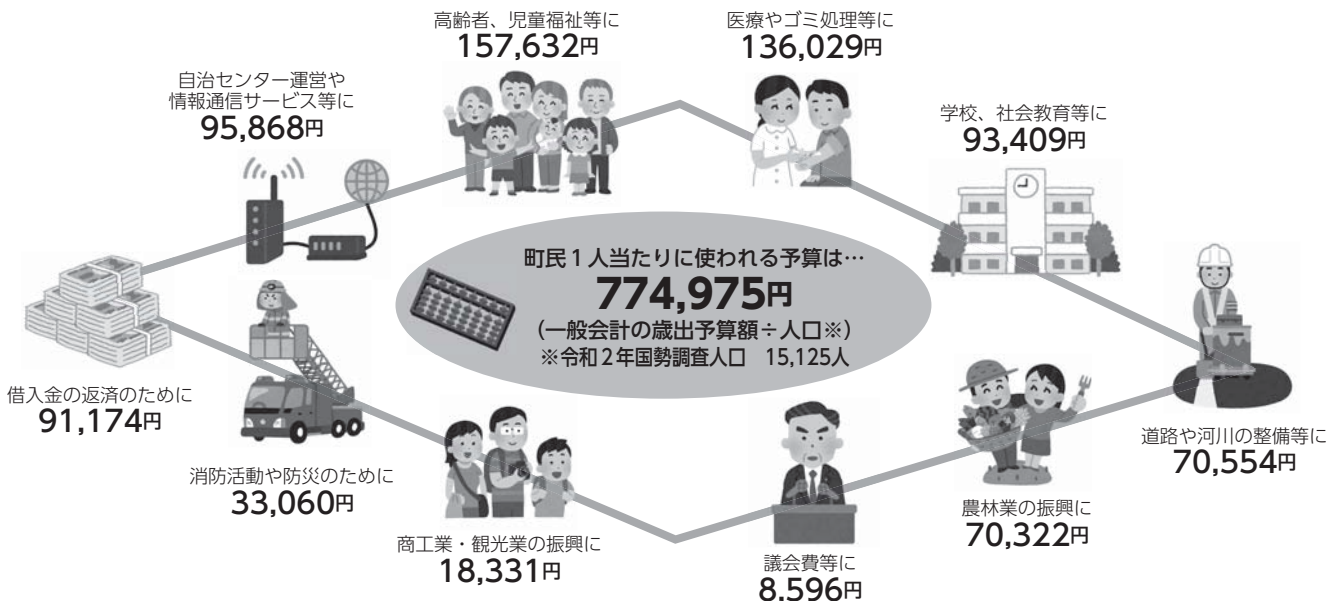 高齢者、児童福祉等に
157,632円
医療やゴミ処理等に
136,029円
自治センター運営や
情報通信サービス等に
95,868円
学校、社会教育等に
93,409円
町民1人当たりに使われる予算は…
774,975円
(一般会計の歳出予算額÷人口※)
※令和2年国勢調査人口 15,125人
借入金の返済のために
91,174円
消防活動や防災のために
33,060円
商工業・観光業の振興に
18,331円
議会費等に
8,596円
農林業の振興に
70,322円
道路や河川の整備等に
70,554円